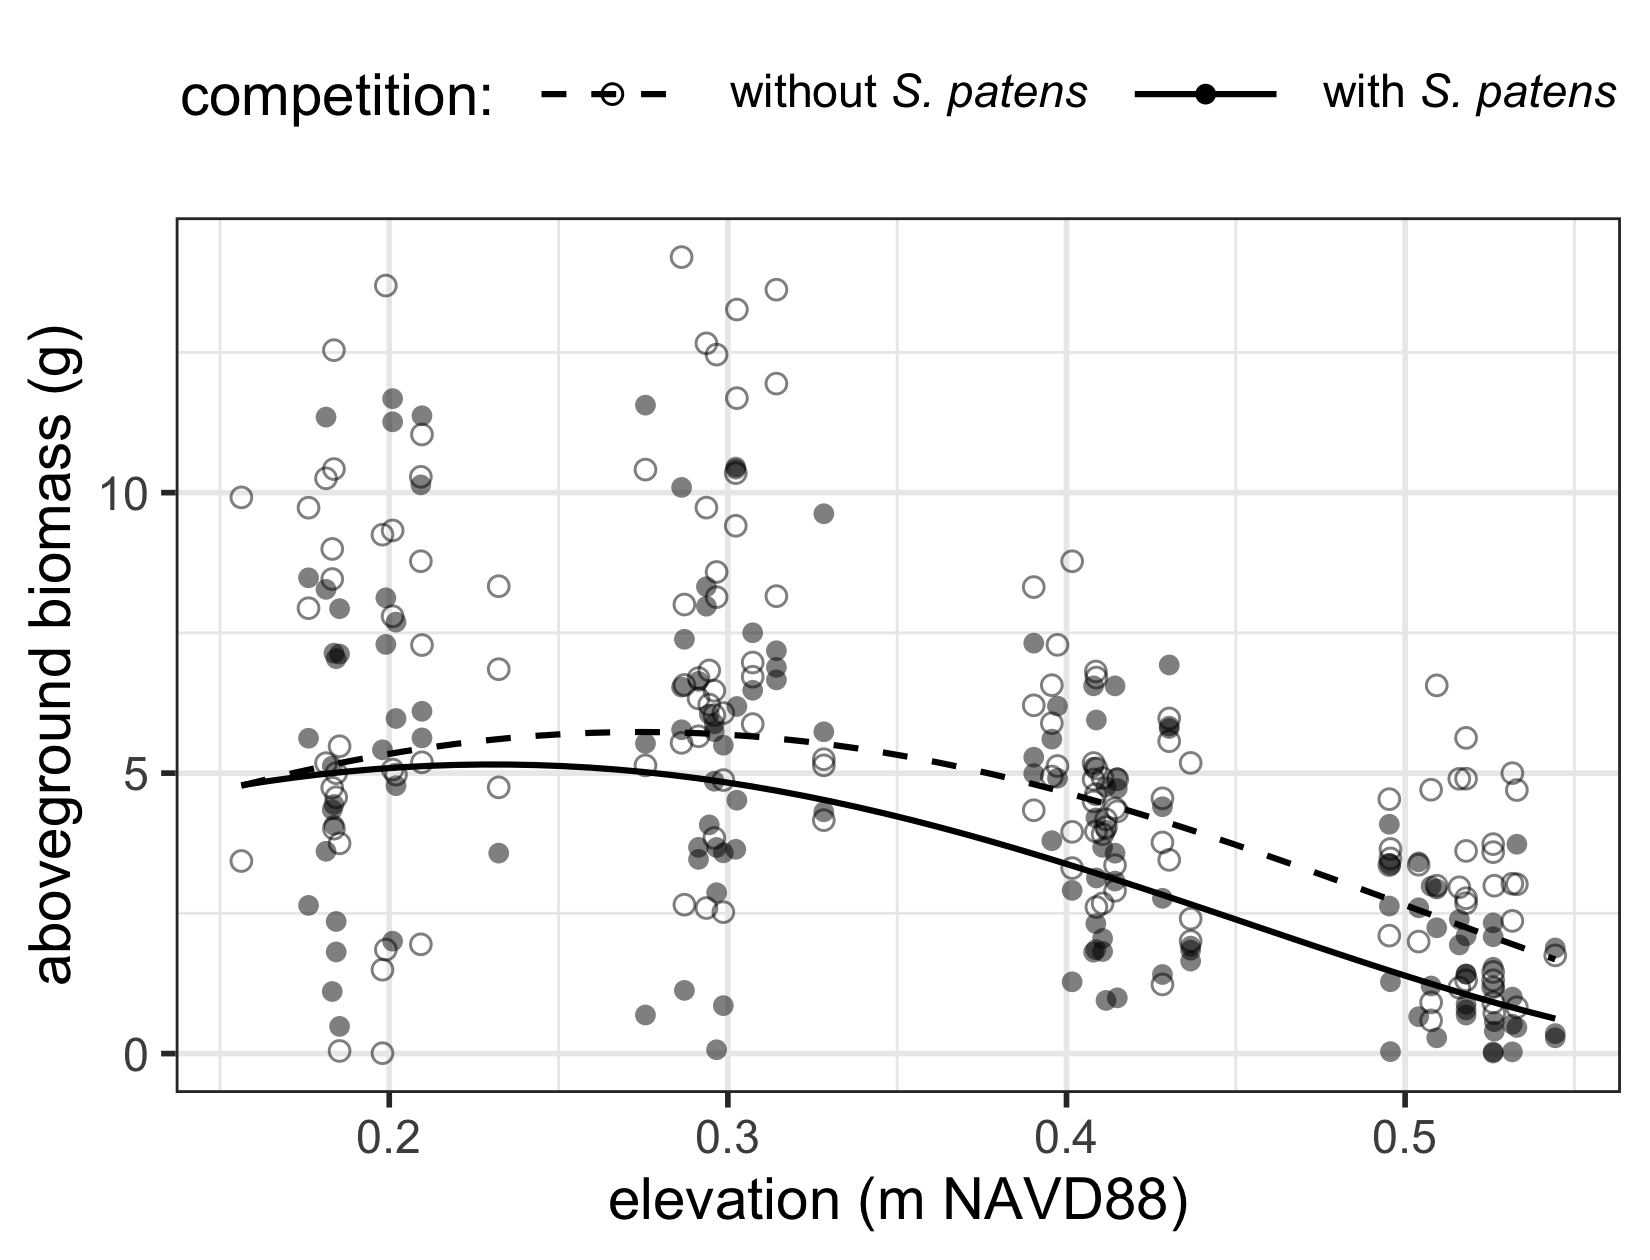 competition: without S. patens with S. patens
aboveground biomass (g)
10
5
0
0.2 0.3 0.4 0.5
elevation (m NAVD88)